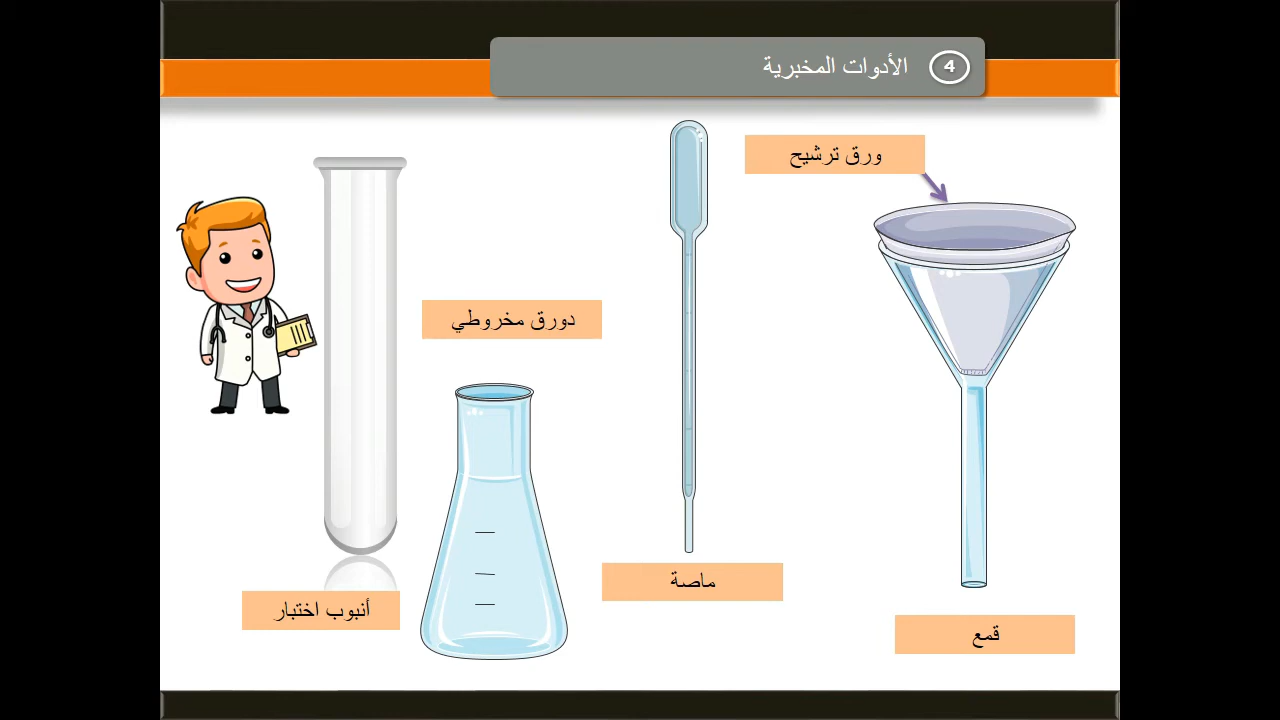 4 الأدوات المخبرية
ورق ترشيح
دورق مخروطي
ماصة
أنبوب اختبار
قمع